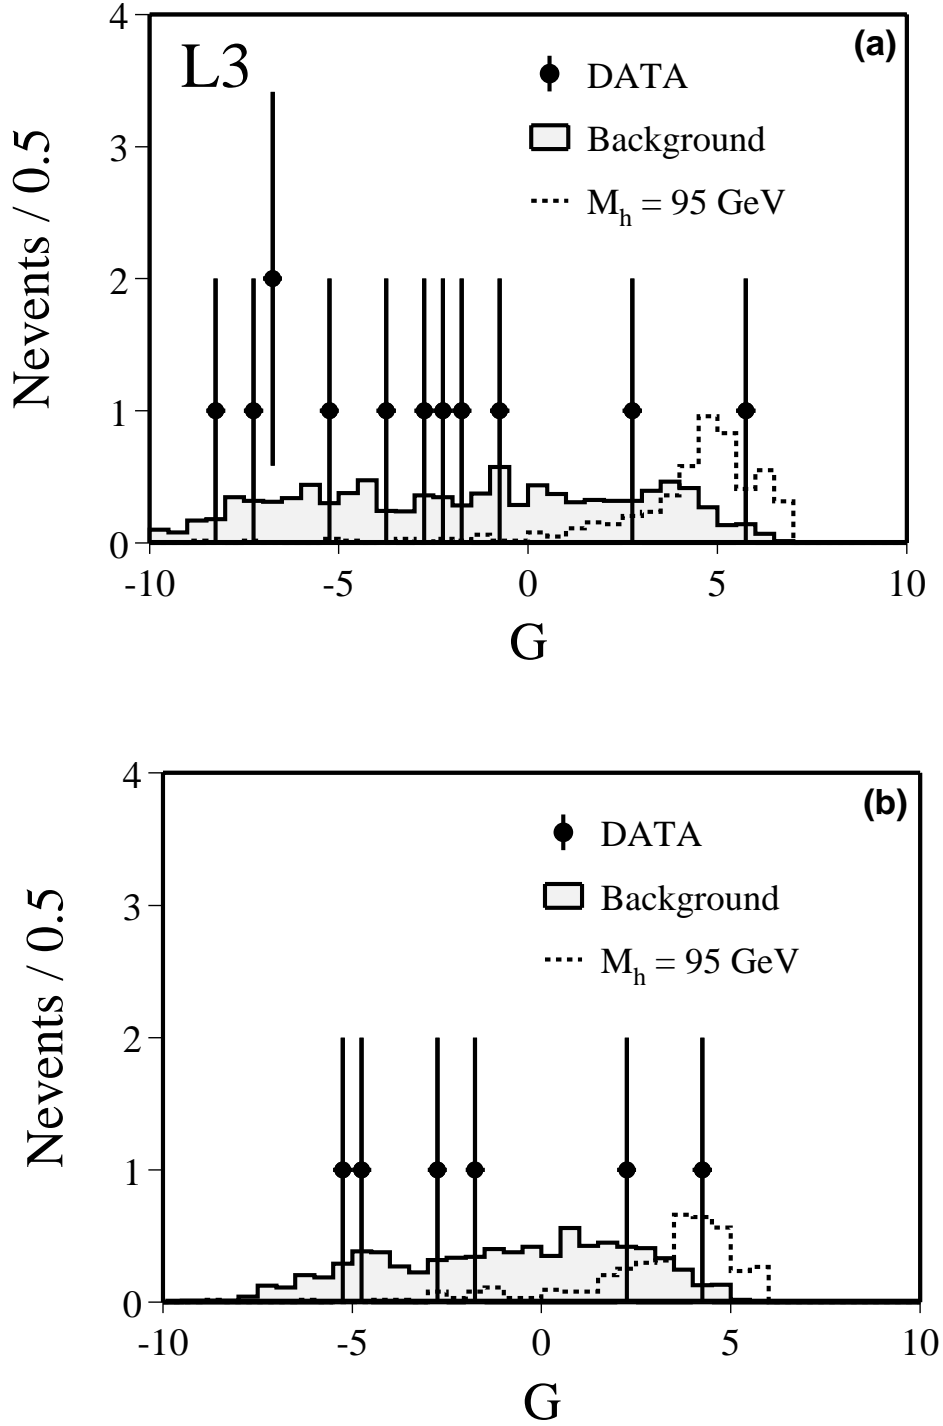 4
(a)
L3
DATA
3
Background
M_h = 95 GeV
2
1
0
-10 -5 0 5 10
Nevents / 0.5
G
4
(b)
DATA
Background
3
M_h = 95 GeV
2
1
0
-10 -5 0 5 10
Nevents / 0.5
G